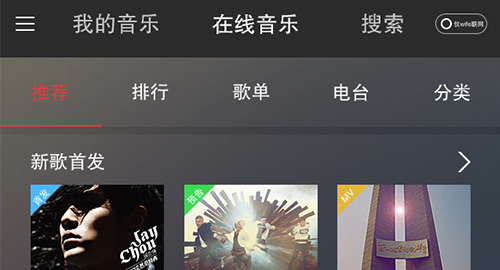 我的音乐 在线音乐 搜索 仅wife联网
推荐 排行 歌单 电台 分类
新歌首发
首发 预告 MV
Jay
Chou